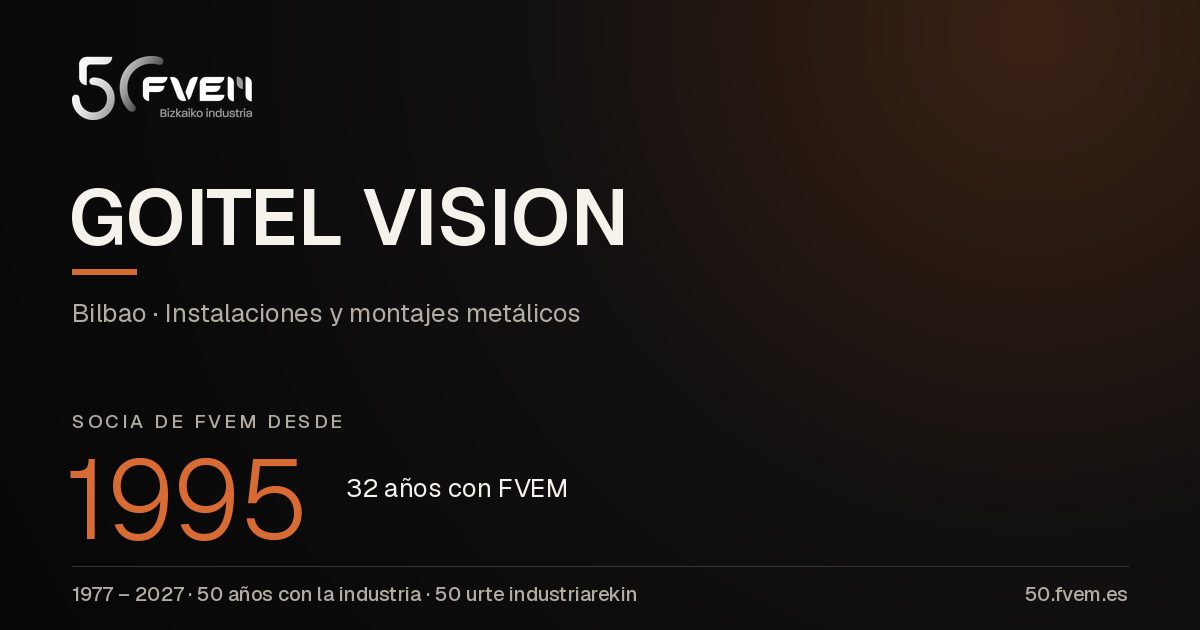 50 FVEM
Bizkaiko industria
GOITEL VISION
Bilbao · Instalaciones y montajes metálicos
SOCIA DE FVEM DESDE
1995
32 años con FVEM
1977 – 2027 · 50 años con la industria · 50 urte industriarekin
50.fvem.es